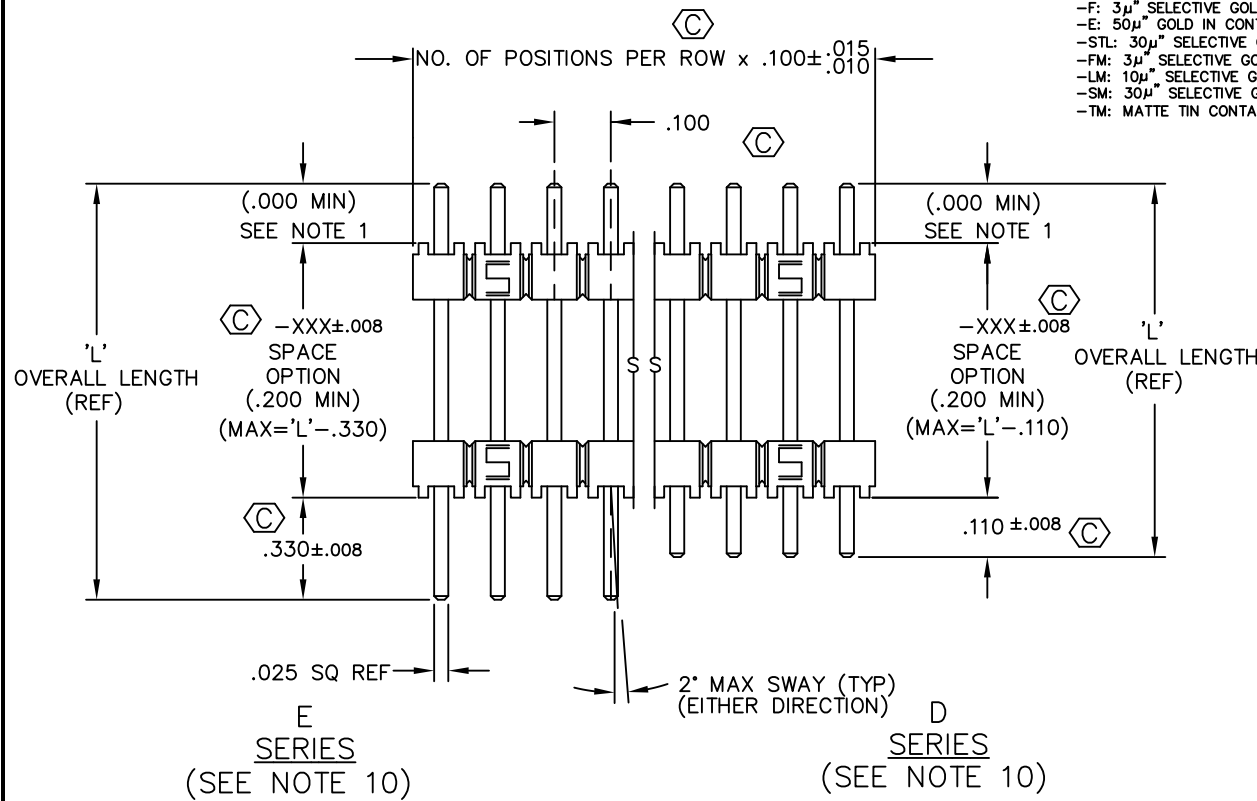 -F: 3µ" SELECTIVE
-E: 50µ" GOLD IN
-STL: 30µ" SELECTIVE
-FM: 3µ" SELECTIVE
-LM: 10µ" SELECTIVE
-SM: 30µ" SELECTIVE
-TM: MATTE TIN
C
NO. OF POSITIONS PER ROW x .100± .015
.010
.100
C
(.000 MIN)
SEE NOTE 1
(.000 MIN)
SEE NOTE 1
C -XXX±.008
SPACE
OPTION
(.200 MIN)
(MAX='L'-.330)
'L'
OVERALL LENGTH
(REF)
S S
C
-XXX±.008
SPACE
OPTION
(.200 MIN)
(MAX='L'-.110)
'L'
OVERALL LENGTH
(REF)
C
.330±.008
.110 ±.008 C
.025 SQ REF
2° MAX SWAY (TYP)
(EITHER DIRECTION)
E
SERIES
(SEE NOTE 10)
D
SERIES
(SEE NOTE 10)